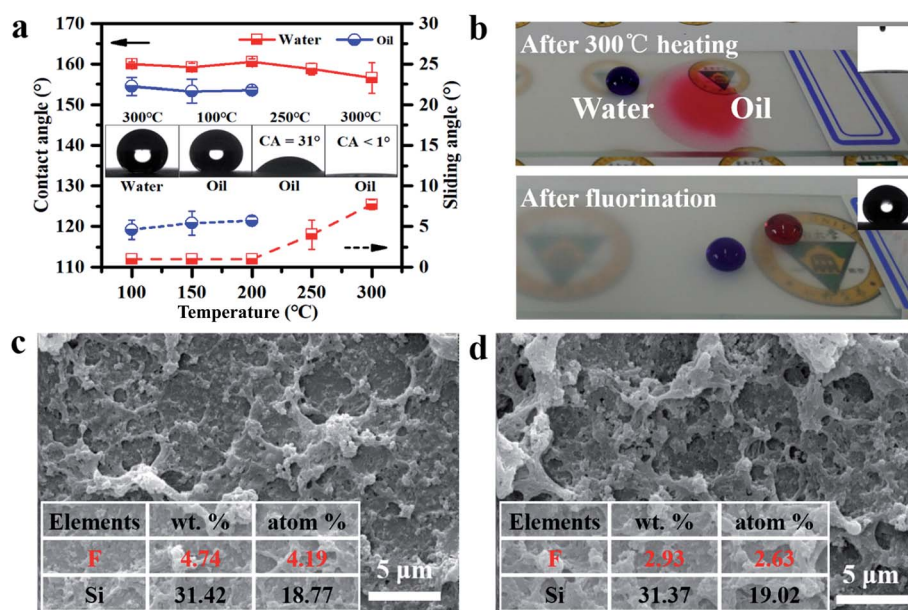 a
Water
Oil
Contact angle(°)
170
160
150
145
135
130
120
110
300℃
100℃
250℃
300℃
CA = 31°
CA < 1°
Water
Oil
Oil
Oil
30
25
20
15
10
5
0
Sliding angle(°)
100
150
200
250
300
Temperature(℃)
b
After 300℃ heating
Water
Oil
After fluorination
c
Elements wt. % atom %
F 4.74 4.19
Si 31.42 18.77
5 μm
d
Elements wt. % atom %
F 2.93 2.63
Si 31.37 19.02
5 μm